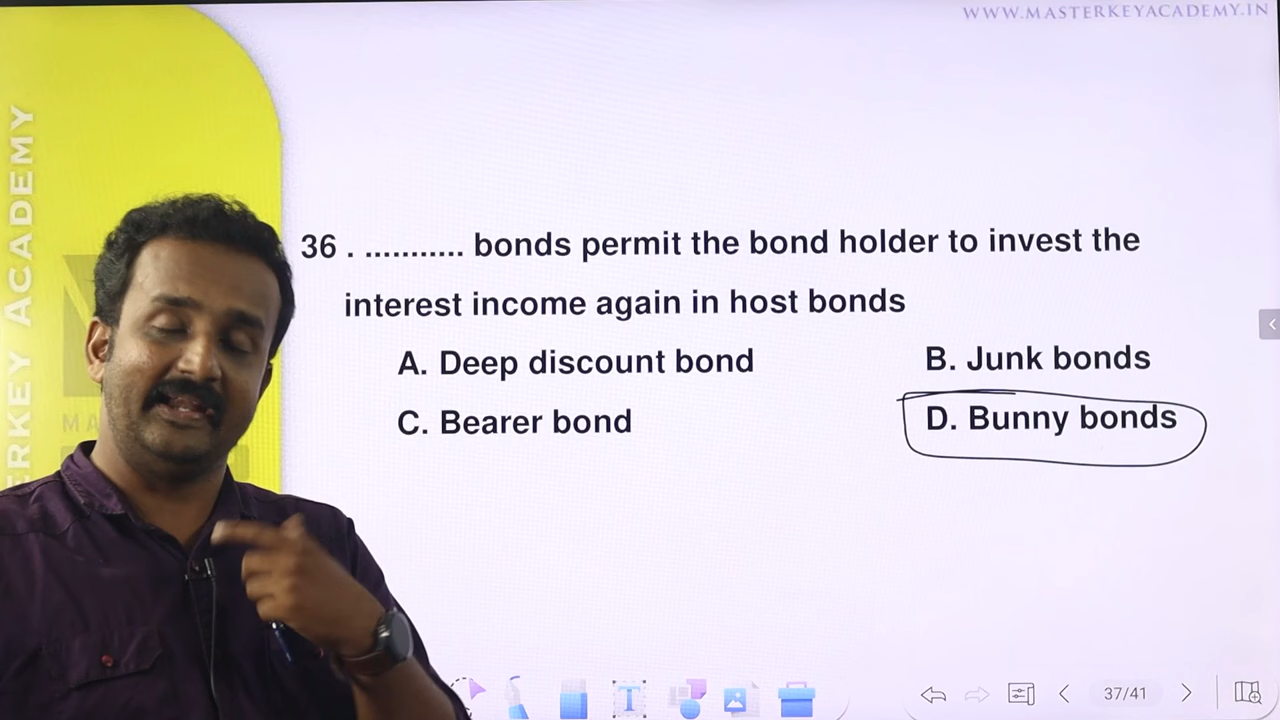 WWW.MASTERKEYACADEMY.IN
ERKEY ACADEMY
36 . ........... bonds permit the bond holder to invest the
interest income again in host bonds
A. Deep discount bond
B. Junk bonds
C. Bearer bond
D. Bunny bonds
MA
T
37/41